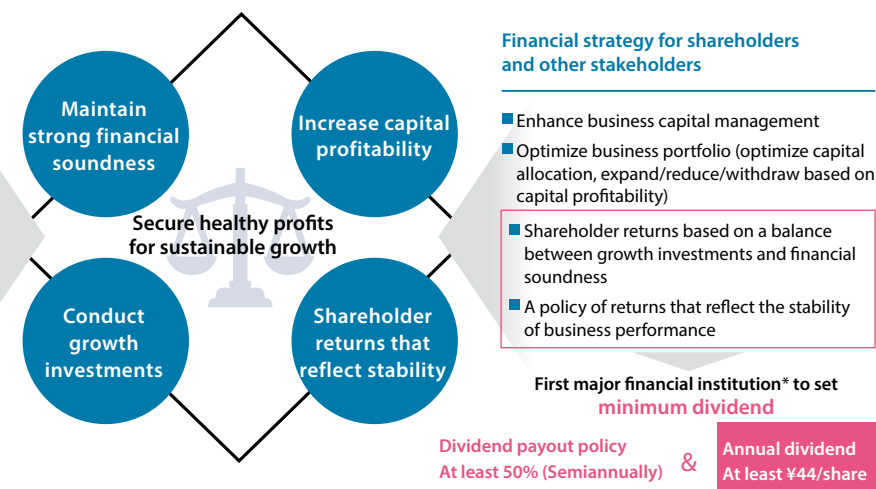 Maintain
strong financial
soundness
Increase capital
profitability
Secure healthy profits
for sustainable growth
Conduct
growth
investments
Shareholder
returns that
reflect stability
Financial strategy for shareholders
and other stakeholders
■ Enhance business capital management
■ Optimize business portfolio (optimize capital
allocation, expand/reduce/withdraw based on
capital profitability)
■ Shareholder returns based on a balance
between growth investments and financial
soundness
■ A policy of returns that reflect the stability
of business performance
First major financial institution* to set
minimum dividend
Dividend payout policy
At least 50% (Semiannually)
&
Annual dividend
At least ¥44/share